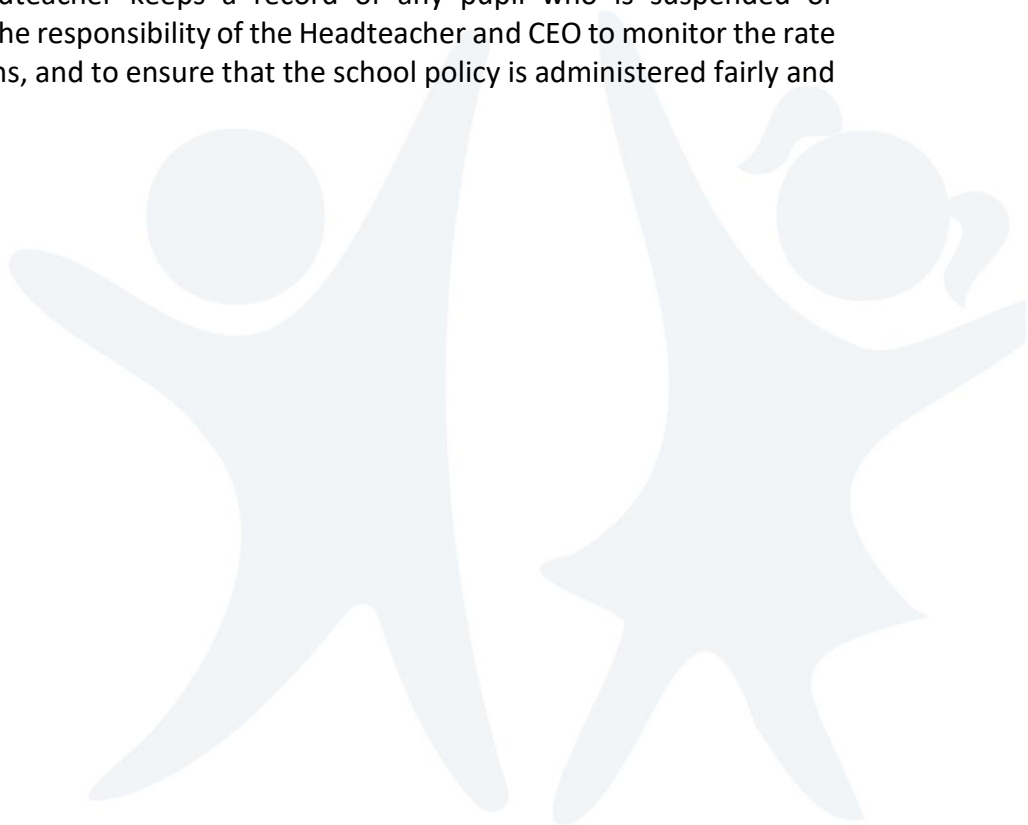 keeps a record of any pupil who is suspended or
he responsibility of the Headteacher and CEO to monitor the rate
ns, and to ensure that the school policy is administered fairly and